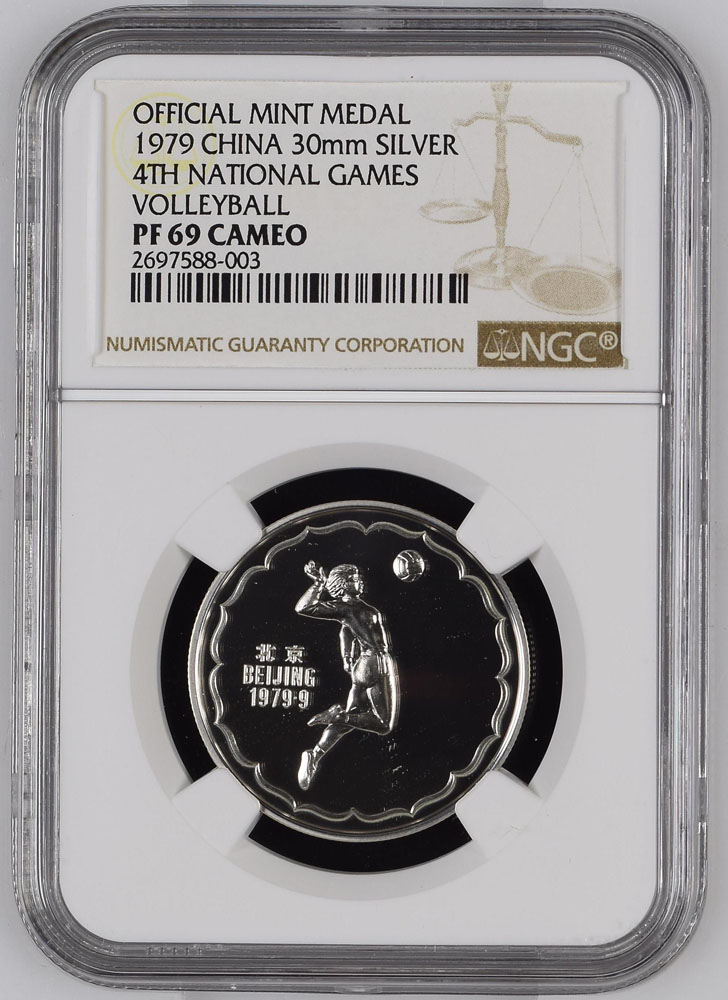 OFFICIAL MINT MEDAL
1979 CHINA 30mm SILVER
4TH NATIONAL GAMES
VOLLEYBALL
PF 69 CAMEO
2697588-003
NUMISMATIC GUARANTY CORPORATION NGC®
北京
BEIJING
1979·9